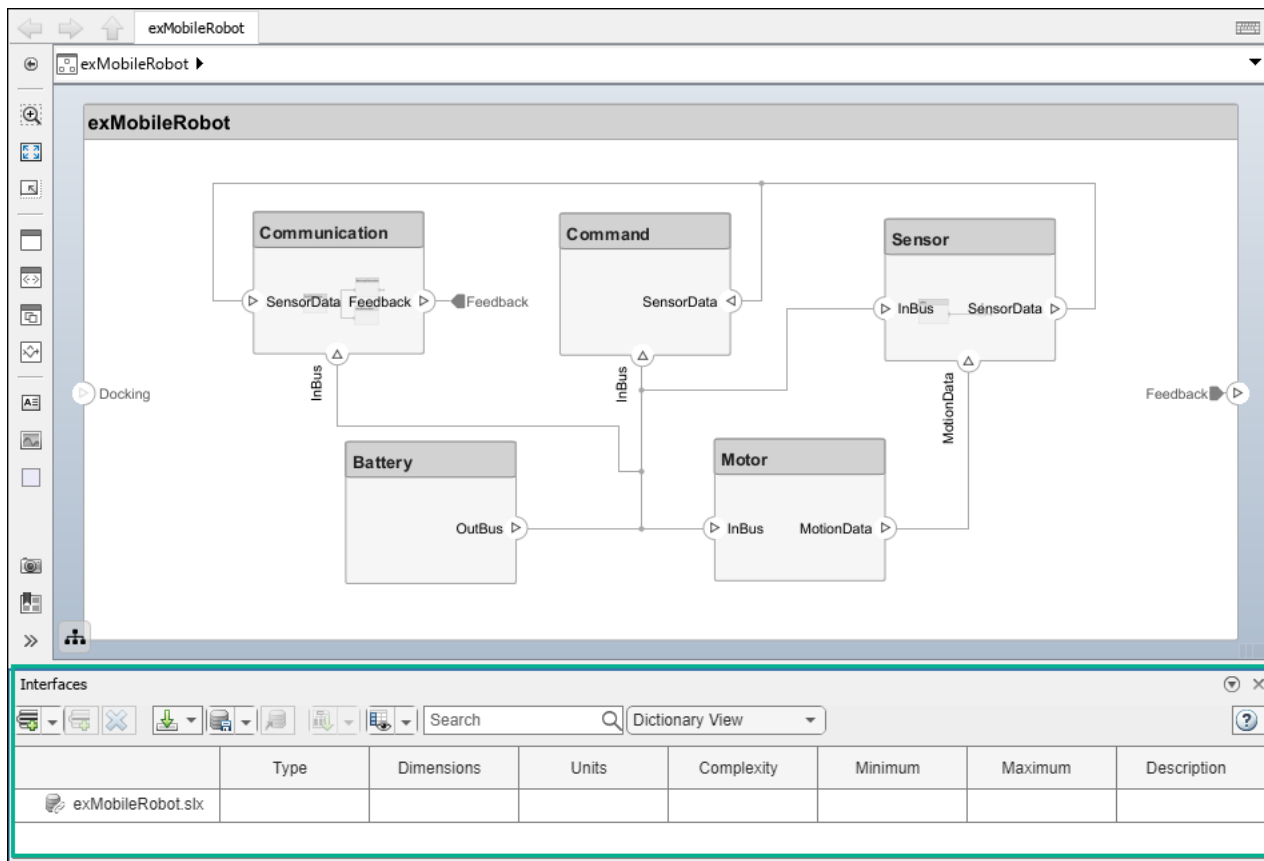 exMobileRobot
exMobileRobot
exMobileRobot
Communication
SensorData Feedback
Feedback
InBus
Command
SensorData
InBus
Sensor
InBus SensorData
MotionData
Docking
Feedback
Battery
OutBus
Motor
InBus MotionData
Interfaces
Search Dictionary View
Type Dimensions Units Complexity Minimum Maximum Description
exMobileRobot.slx